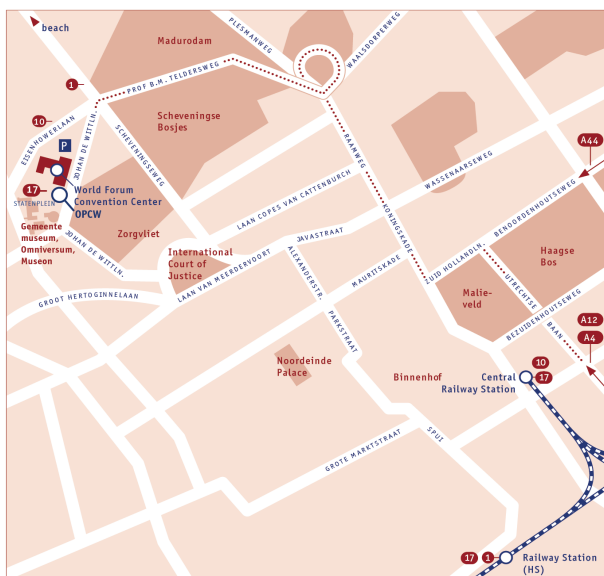 beach
Madurodam
PLESMANWEG
WAALSDORPERWEG
1
PROF B.M. TELDERSWEG
10
EISENHOWERLAAN
Scheveningse
Bosjes
JOHAN DE WITTLN.
SCHEVENINGSEWEG
P
RAAMWEG
A44
WASSENAARSEWEG
17
STATENPLEIN
World Forum
Convention Center
OPCW
LAAN COPES VAN CATTENBURCH
KONINGSKADE
BENOORDENHOUTSEWEG
Gemeente
museum,
Omniversum,
Museon
Zorgvliet
JOHAN DE WITTLN.
International
Court of
Justice
JAVASTRAAT
LAAN VAN MEERDERVOORT
ALEXANDERSTR.
MAURITSKADE
ZUID HOLLANDLN.
Haagse
Bos
UTRECHTSE
BAAN
Malie-
veld
GROOT HERTOGINNELAAN
BEZUIDENHOUTSEWEG
PARKSTRAAT
A12
A4
Noordeinde
Palace
Binnenhof
10
17
Central
Railway Station
GROTE MARKTSTRAAT
SPUI
17
1
Railway Station
(HS)